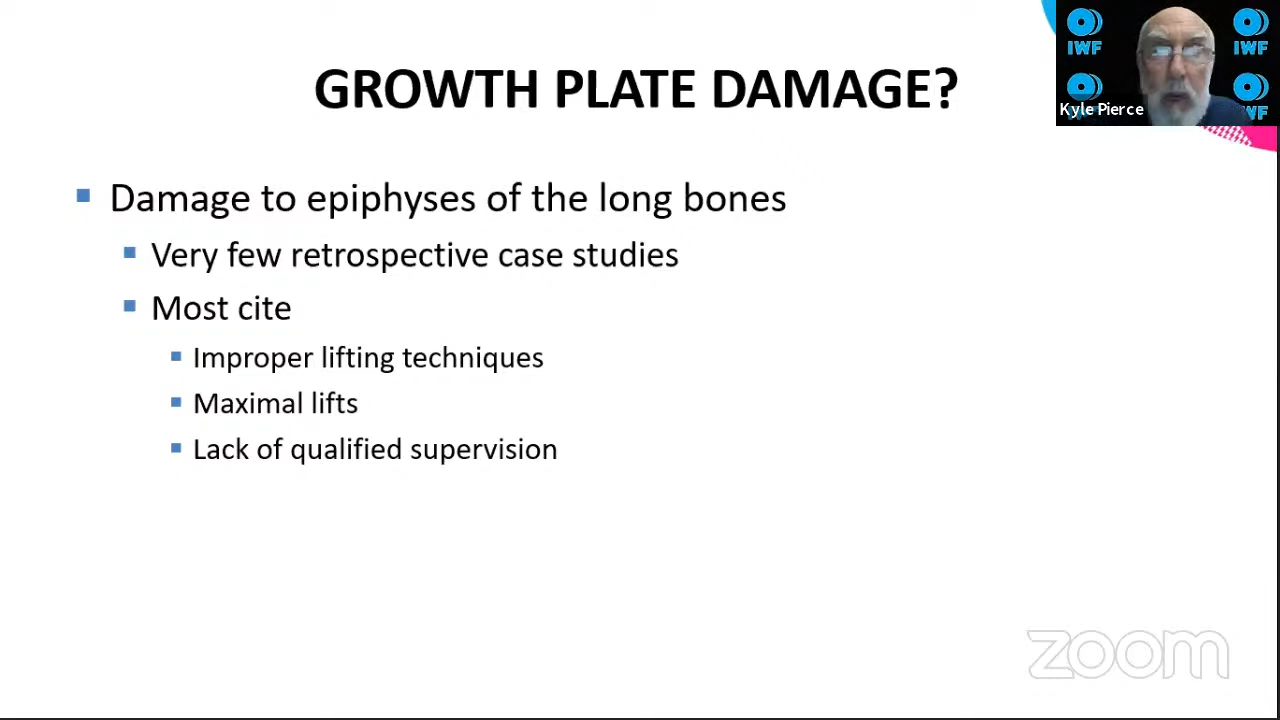 GROWTH PLATE DAMAGE?
Damage to epiphyses of the long bones
Very few retrospective case studies
Most cite
Improper lifting techniques
Maximal lifts
Lack of qualified supervision
IWF
IWF
Kyle Pierce
zoom